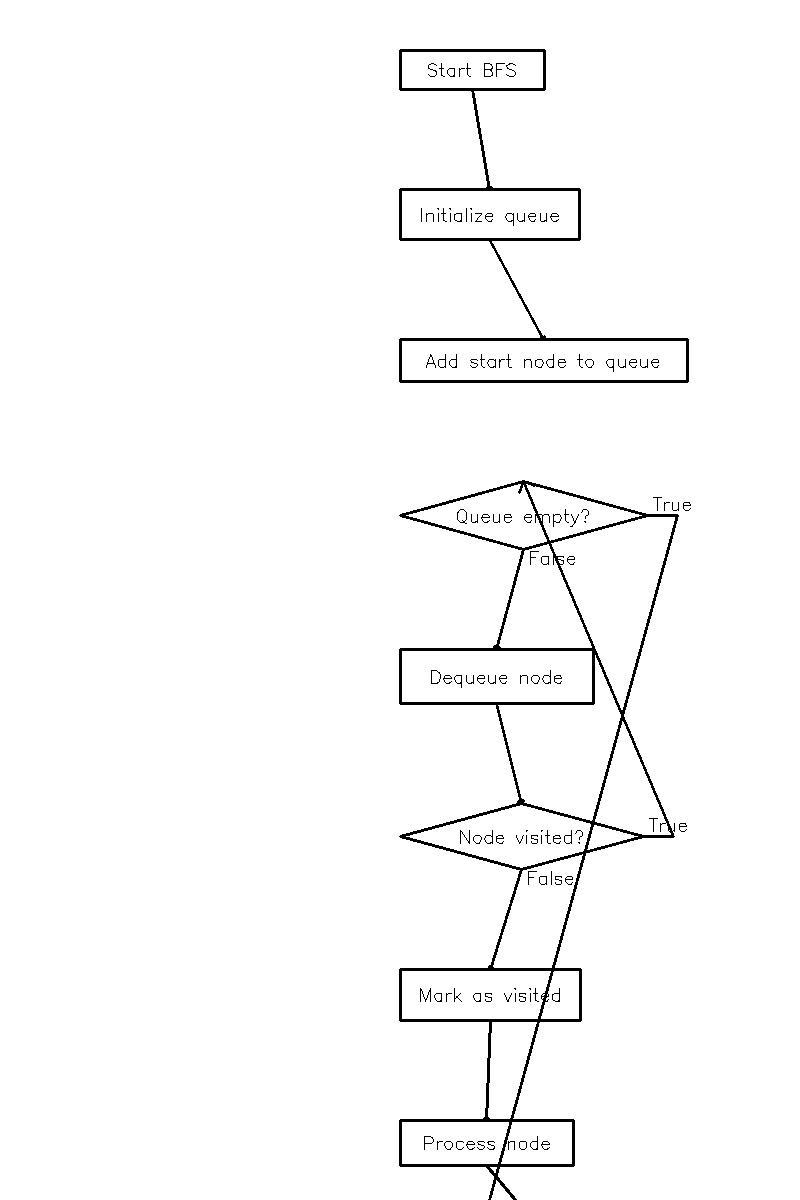 Start BFS
Initialize queue
Add start node to queue
True
Queue empty?
False
Dequeue node
True
Node visited?
False
Mark as visited
Process node